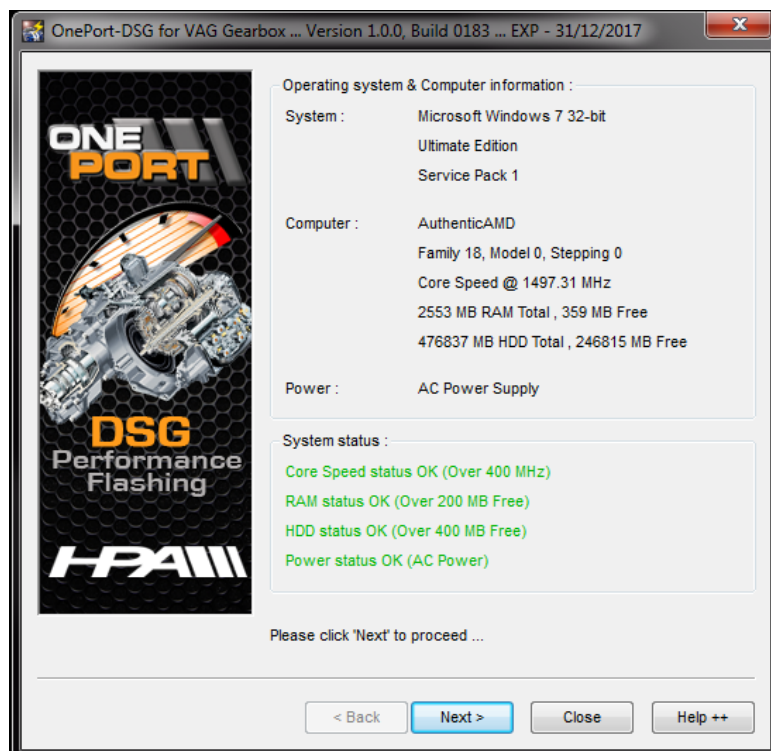 OnePort-DSG for VAG Gearbox ... Version 1.0.0, Build 0183 ... EXP - 31/12/2017
ONE
PORT
DSG
Performance
Flashing
HPA
Operating system & Computer information :
System : Microsoft Windows 7 32-bit
Ultimate Edition
Service Pack 1
Computer : AuthenticAMD
Family 18, Model 0, Stepping 0
Core Speed @ 1497.31 MHz
2553 MB RAM Total , 359 MB Free
476837 MB HDD Total , 246815 MB Free
Power : AC Power Supply
System status :
Core Speed status OK (Over 400 MHz)
RAM status OK (Over 200 MB Free)
HDD status OK (Over 400 MB Free)
Power status OK (AC Power)
Please click 'Next' to proceed ...
< Back Next > Close Help ++